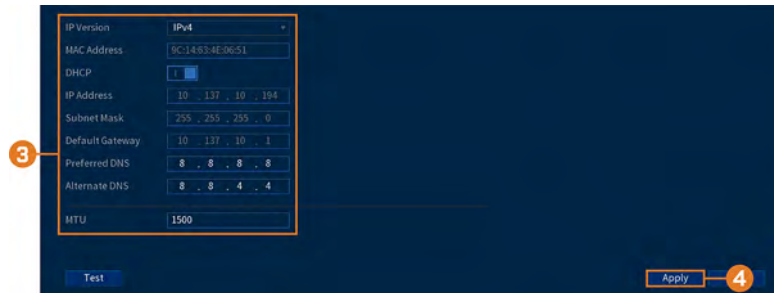 IP Version IPv4
MAC Address 9C:14:63:4E:06:51
DHCP
IP Address 10 . 137 . 10 . 194
Subnet Mask 255 . 255 . 255 . 0
Default Gateway 10 . 137 . 10 . 1
3
Preferred DNS 8 . 8 . 8 . 8
Alternate DNS 8 . 8 . 4 . 4
MTU 1500
Test Apply 4